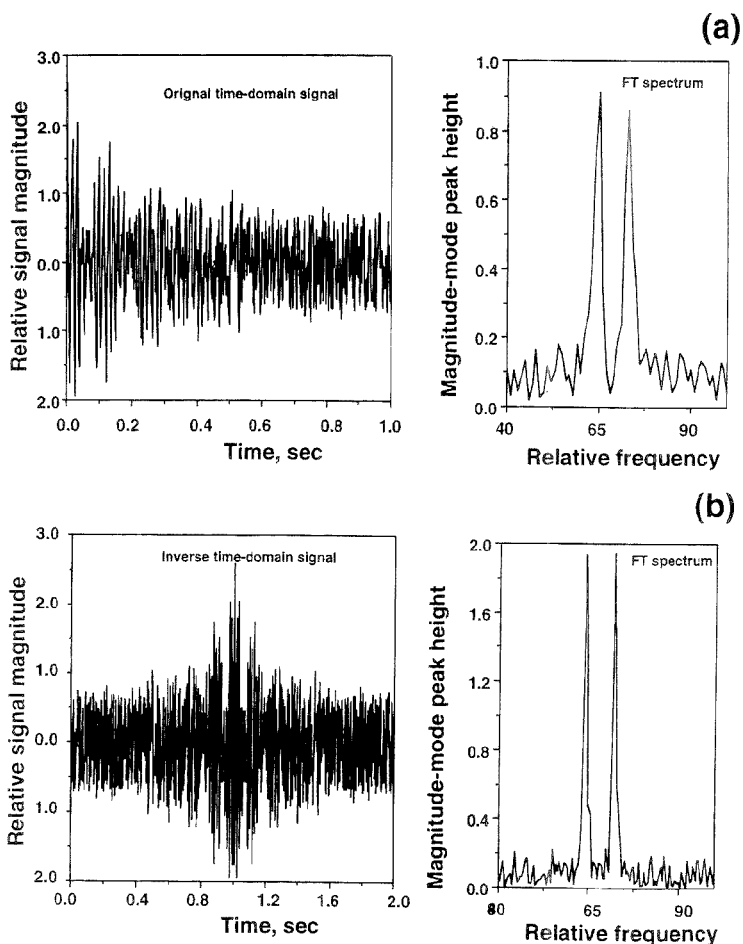 (a)
3.0
2.0
1.0
0.0
1.0
2.0
Relative signal magnitude
Orignal time-domain signal
0.0 0.2 0.4 0.6 0.8 1.0
Time, sec
1.0
0.8
0.6
0.4
0.2
0.0
Magnitude-mode peak height
FT spectrum
40 65 90
Relative frequency
(b)
3.0
2.0
1.0
0.0
1.0
2.0
Relative signal magnitude
Inverse time-domain signal
0.0 0.4 0.8 1.2 1.6 2.0
Time, sec
2.0
1.6
1.2
0.8
0.4
0.0
Magnitude-mode peak height
FT spectrum
65 90
Relative frequency